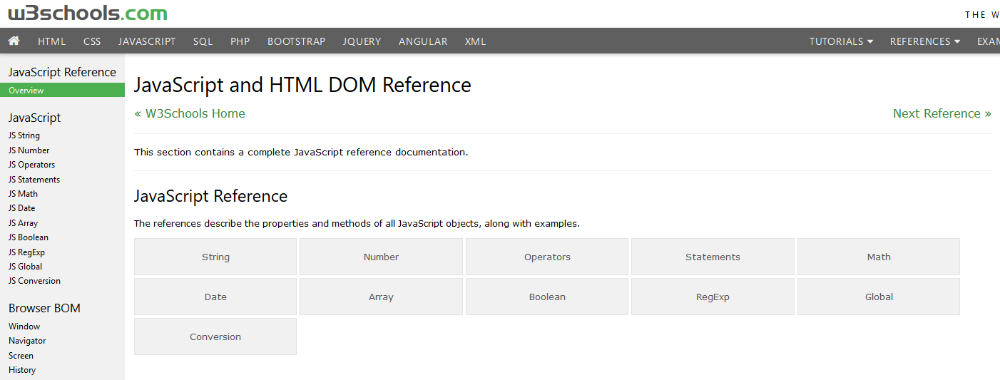 w3schools.com
THE W
HTML CSS JAVASCRIPT SQL PHP BOOTSTRAP JQUERY ANGULAR XML TUTORIALS REFERENCES EXAM
JavaScript Reference
Overview
JavaScript
JS String
JS Number
JS Operators
JS Statements
JS Math
JS Date
JS Array
JS Boolean
JS RegExp
JS Global
JS Conversion
Browser BOM
Window
Navigator
Screen
History
JavaScript and HTML DOM Reference
« W3Schools Home Next Reference »
This section contains a complete JavaScript reference documentation.
JavaScript Reference
The references describe the properties and methods of all JavaScript objects, along with examples.
String Number Operators Statements Math
Date Array Boolean RegExp Global
Conversion